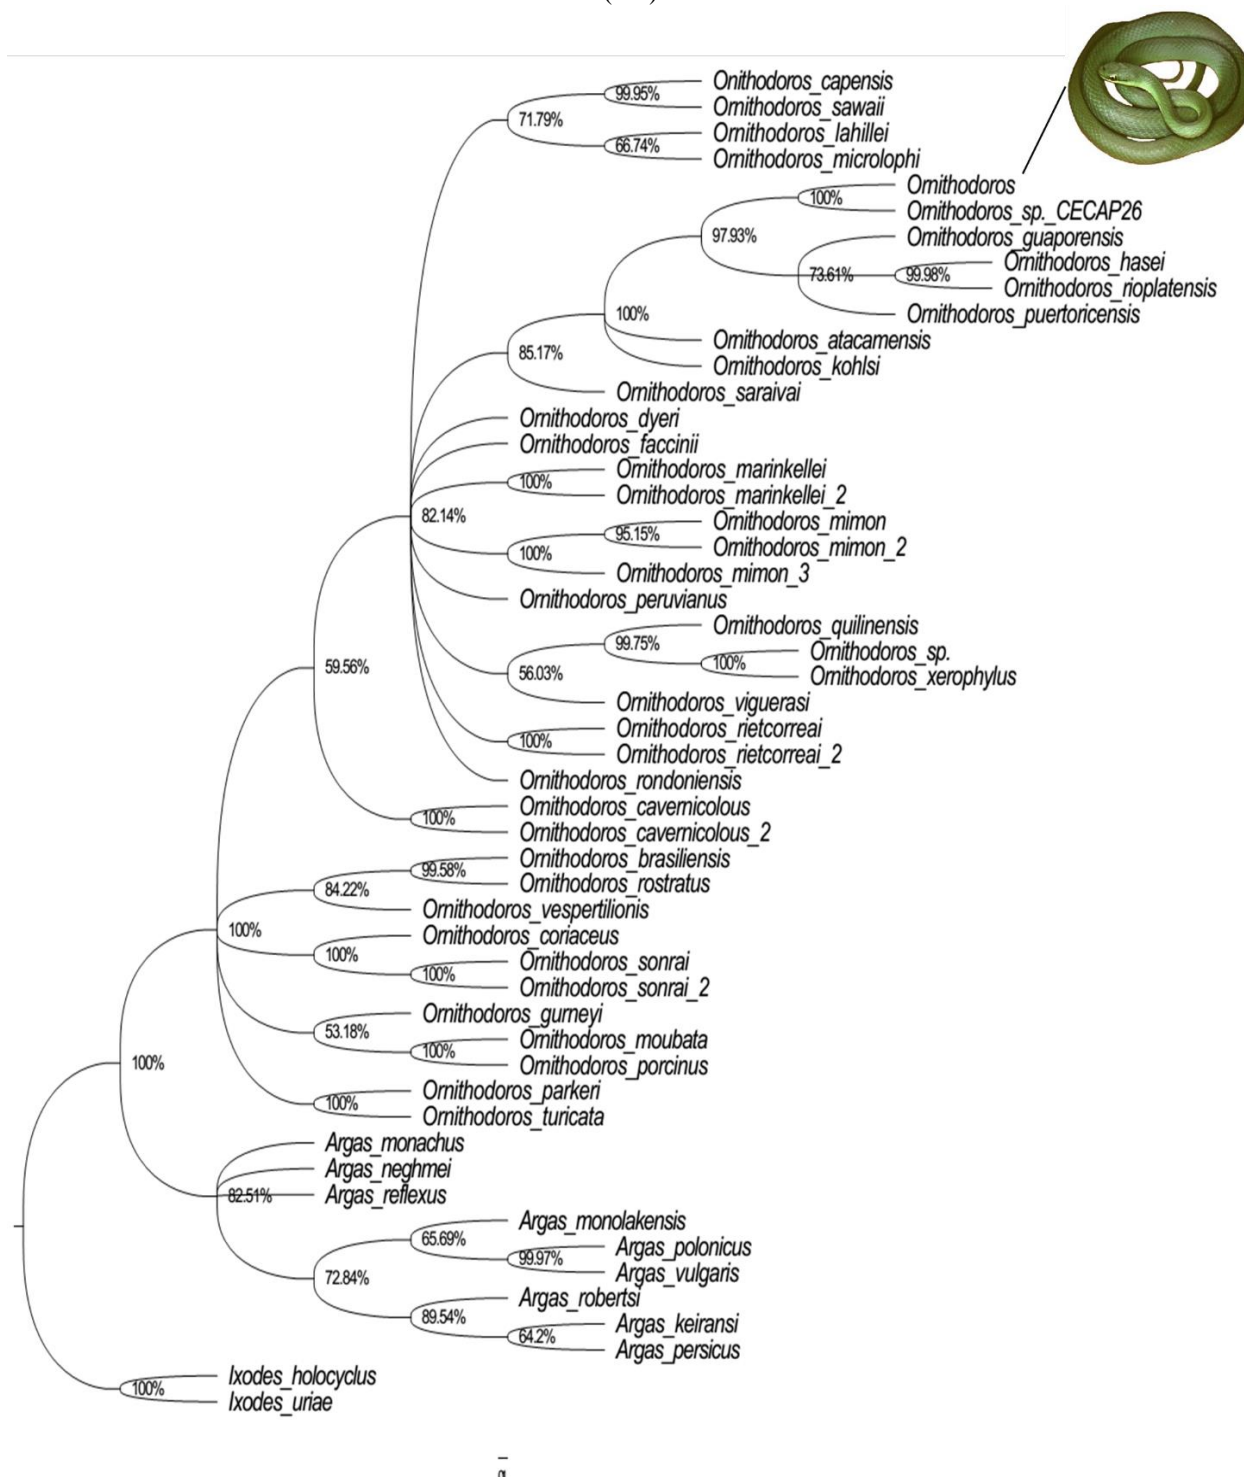 99.95%
Onithodoros_capensis
Ornithodoros_sawaii
71.79%
66.74%
Ornithodoros_lahillei
Ornithodoros_microlophi
100%
Ornithodoros
Ornithodoros_sp._CECAP26
97.93%
Ornithodoros_guaporensis
73.61%
99.98%
Ornithodoros_hasei
Ornithodoros_rioplatensis
Ornithodoros_puertoricensis
100%
Ornithodoros_atacamensis
Ornithodoros_kohlsi
85.17%
Ornithodoros_saraivai
Ornithodoros_dyeri
Ornithodoros_faccinii
100%
Ornithodoros_marinkellei
Ornithodoros_marinkellei_2
82.14%
95.15%
Ornithodoros_mimon
Ornithodoros_mimon_2
100%
Ornithodoros_mimon_3
Ornithodoros_peruvianus
99.75%
Ornithodoros_quilinensis
100%
Ornithodoros_sp.
Ornithodoros_xerophylus
59.56%
56.03%
Ornithodoros_viguerasi
100%
Ornithodoros_rietcorreai
Ornithodoros_rietcorreai_2
Ornithodoros_rondoniensis
100%
Ornithodoros_cavernicolous
Ornithodoros_cavernicolous_2
99.58%
Ornithodoros_brasiliensis
Ornithodoros_rostratus
84.22%
Ornithodoros_vespertilionis
100%
Ornithodoros_coriaceus
100%
100%
Ornithodoros_sonrai
Ornithodoros_sonrai_2
Ornithodoros_gurneyi
53.18%
100%
Ornithodoros_moubata
Ornithodoros_porcinus
100%
100%
Ornithodoros_parkeri
Ornithodoros_turicata
Argas_monachus
Argas_neghmei
82.51%
Argas_reflexus
65.69%
Argas_monolakensis
99.97%
Argas_polonicus
Argas_vulgaris
72.84%
Argas_robertsi
89.54%
64.2%
Argas_keiransi
Argas_persicus
100%
Ixodes_holocyclus
Ixodes_uriae